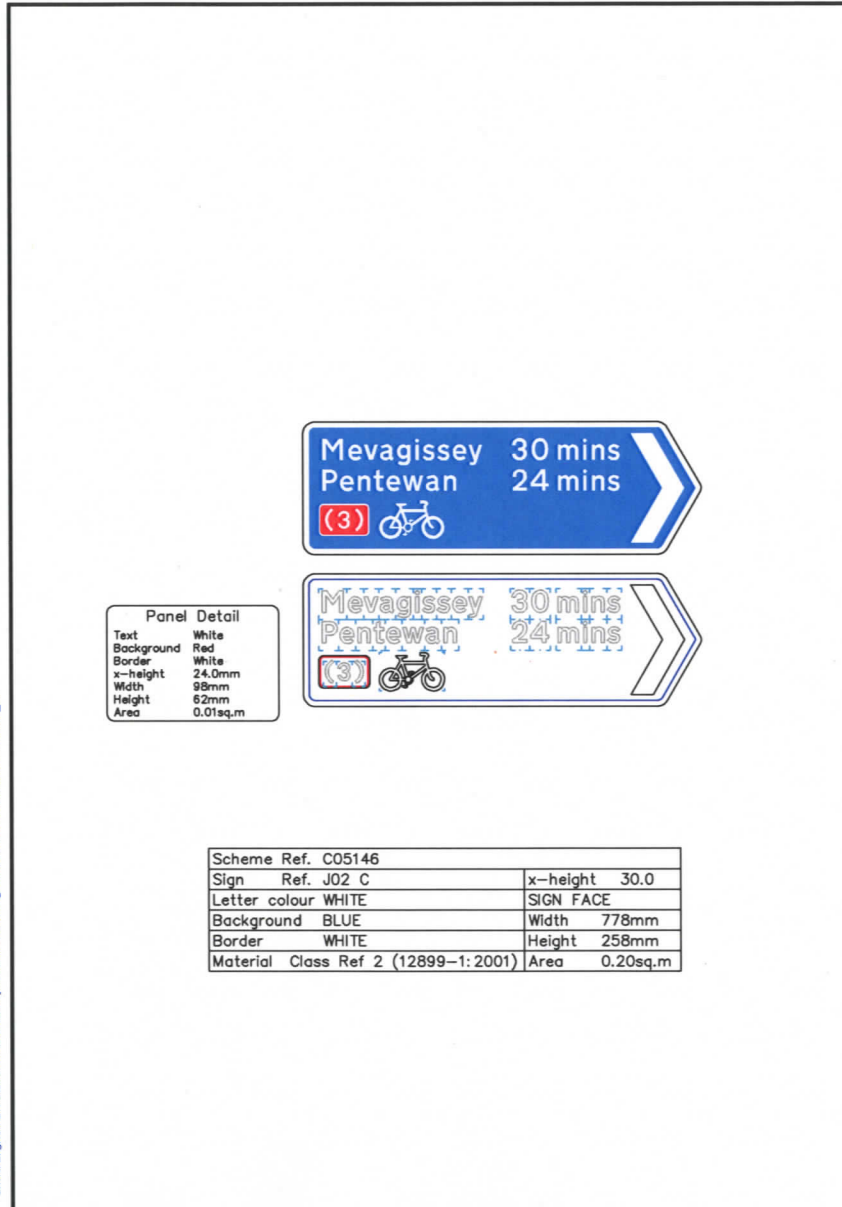 Mevagissey 30 mins
Pentewan 24 mins
(3)
Mevagissey 30 mins
Pentewan 24 mins
(3)
Panel Detail
Text White
Background Red
Border White
x-height 24.0mm
Width 98mm
Height 62mm
Area 0.01sq.m
Scheme Ref. C05146
Sign Ref. J02 C x-height 30.0
Letter colour WHITE SIGN FACE
Background BLUE Width 778mm
Border WHITE Height 258mm
Material Class Ref 2 (12899-1:2001) Area 0.20sq.m